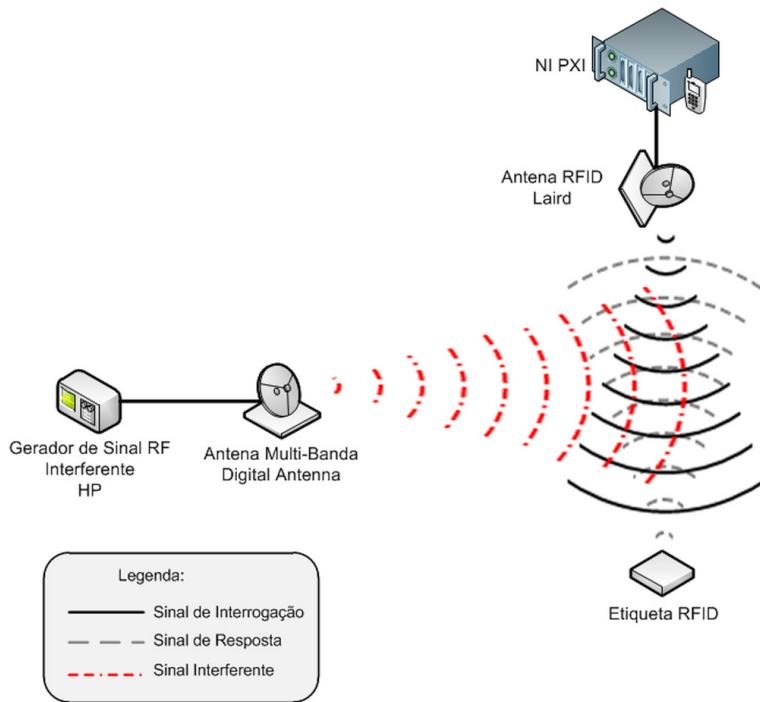 NI PXI
Antena RFID
Laird
Gerador de Sinal RF
Interferente
HP
Antena Multi-Banda
Digital Antenna
Etiqueta RFID
Legenda:
Sinal de Interrogação
Sinal de Resposta
Sinal Interferente